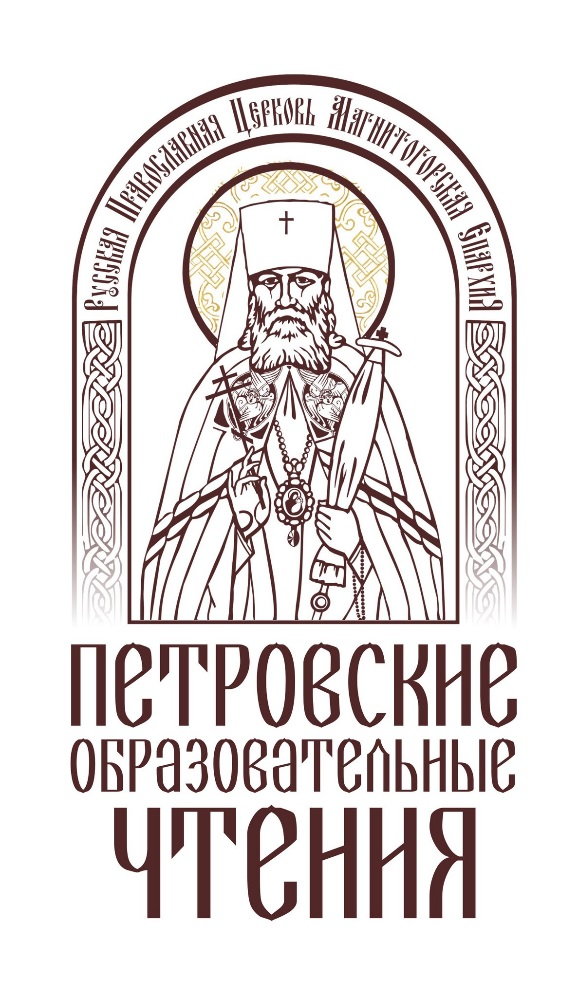 Русская Православная Церковь Магнитогорская Епархия
ПЕТРОВСКИЕ
ОБРАЗОВАТЕЛЬНЫЕ
ЧТЕНИЯ